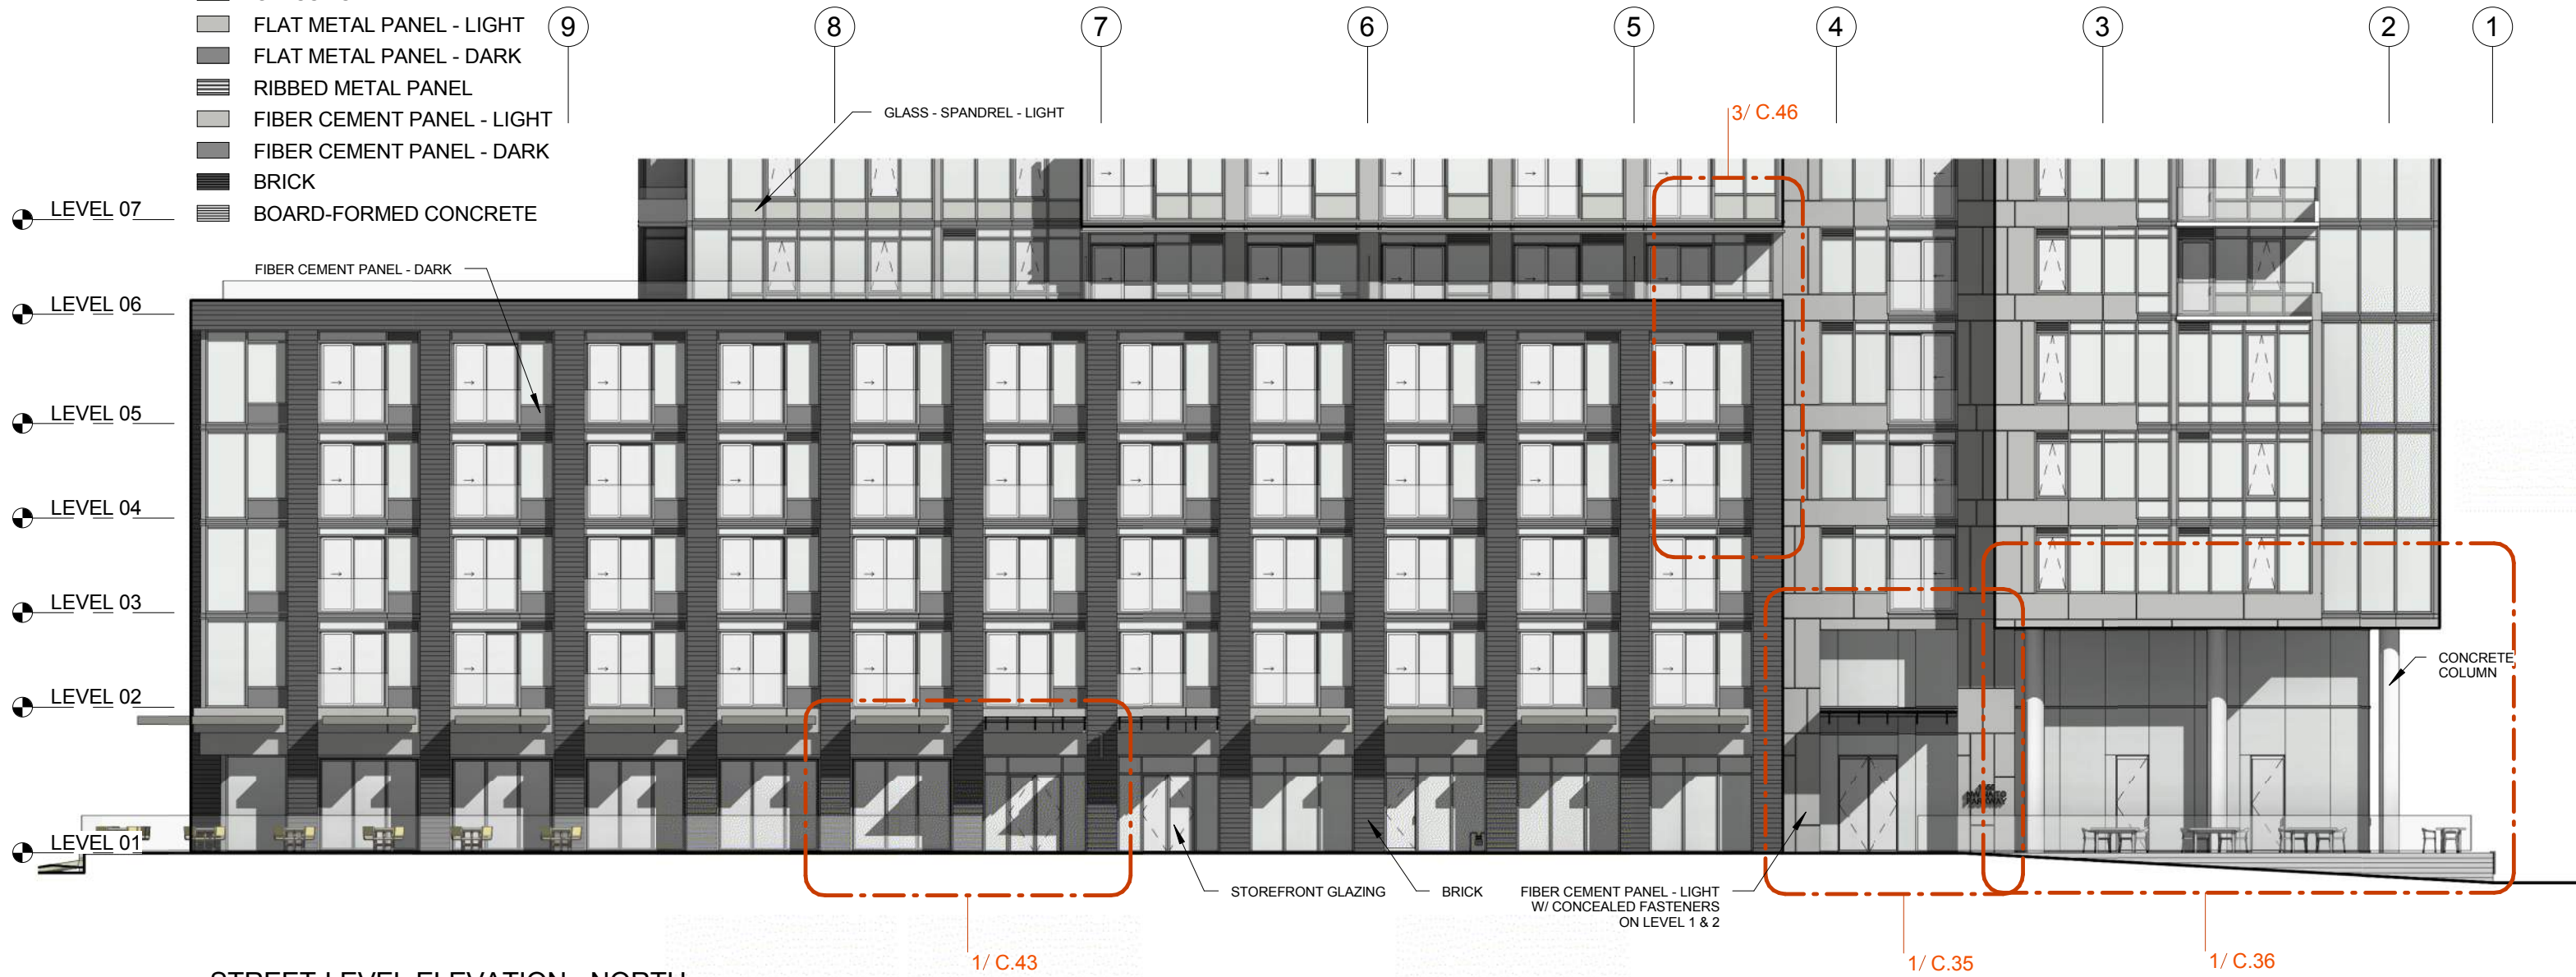 FLAT METAL PANEL - LIGHT
FLAT METAL PANEL - DARK
RIBBED METAL PANEL
FIBER CEMENT PANEL - LIGHT
FIBER CEMENT PANEL - DARK
BRICK
BOARD-FORMED CONCRETE
9
8
7
6
5
4
3
2
1
GLASS - SPANDREL - LIGHT
3/ C.46
LEVEL 07
FIBER CEMENT PANEL - DARK
LEVEL 06
LEVEL 05
LEVEL 04
LEVEL 03
LEVEL 02
LEVEL 01
CONCRETE
COLUMN
STOREFRONT GLAZING
BRICK
FIBER CEMENT PANEL - LIGHT
W/ CONCEALED FASTENERS
ON LEVEL 1 & 2
1/ C.43
1/ C.35
1/ C.36
STREET LEVEL ELEVATION - NORTH